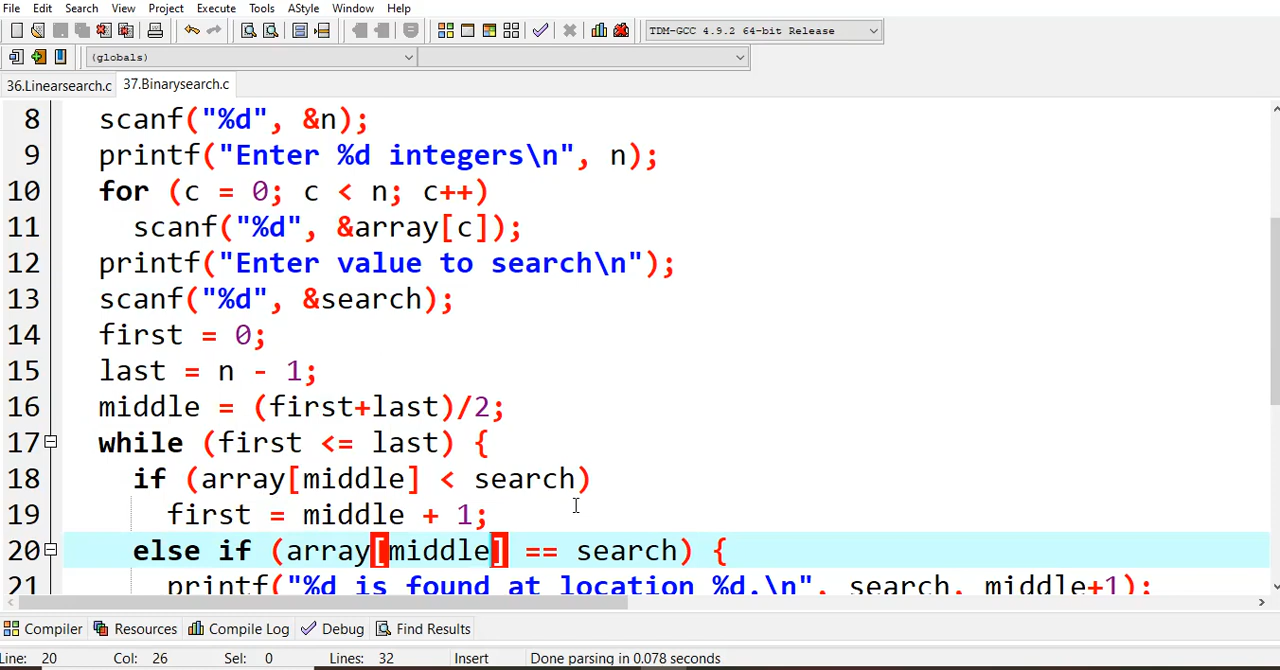 File Edit Search View Project Execute Tools AStyle Window Help
TDM-GCC 4.9.2 64-bit Release
(globals)
36.Linearsearch.c 37.Binarysearch.c
8 scanf("%d", &n);
9 printf("Enter %d integers\n", n);
10 for (c = 0; c < n; c++)
11 scanf("%d", &array[c]);
12 printf("Enter value to search\n");
13 scanf("%d", &search);
14 first = 0;
15 last = n - 1;
16 middle = (first+last)/2;
17 while (first <= last) {
18 if (array[middle] < search)
19 first = middle + 1;
20 else if (array[middle] == search) {
21 printf("%d is found at location %d.\n", search, middle+1);
Compiler Resources Compile Log Debug Find Results
Line: 20 Col: 26 Sel: 0 Lines: 32 Insert Done parsing in 0.078 seconds